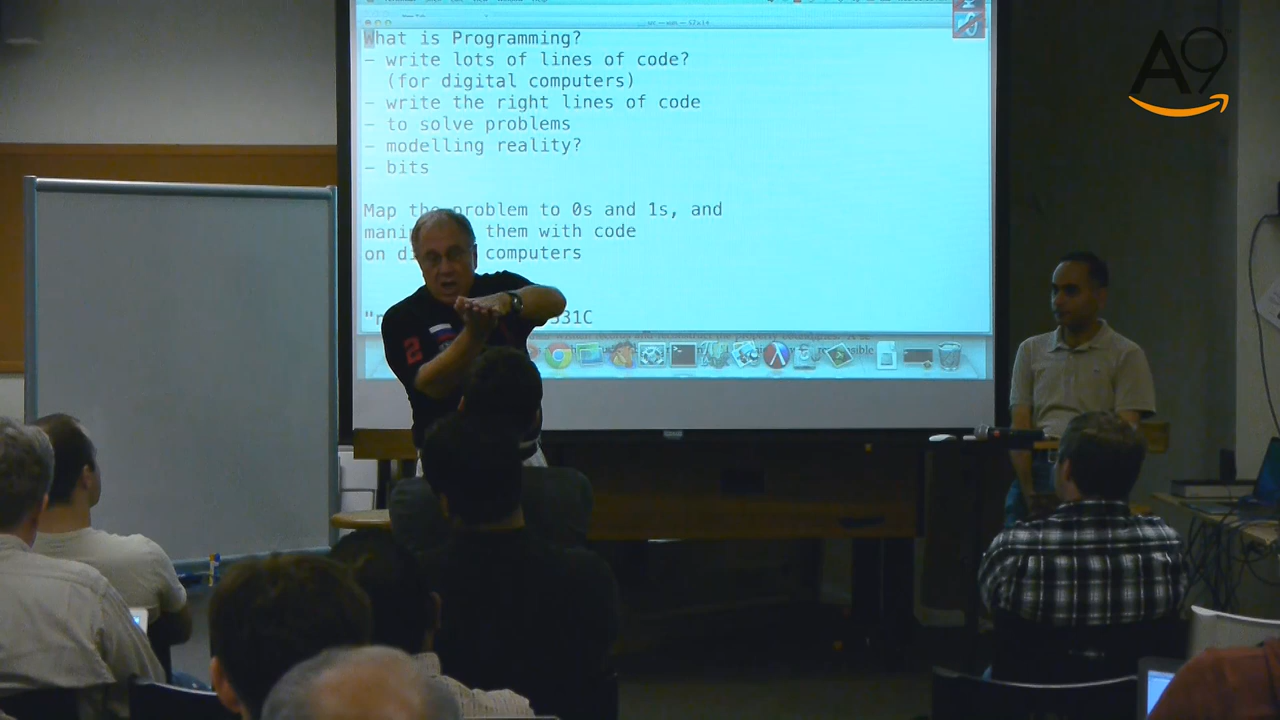 What is Programming?
- write lots of lines of code?
(for digital computers)
- write the right lines of code
- to solve problems
- modelling reality?
- bits
Map the problem to 0s and 1s, and
them with code
on computers
331C
A9
2